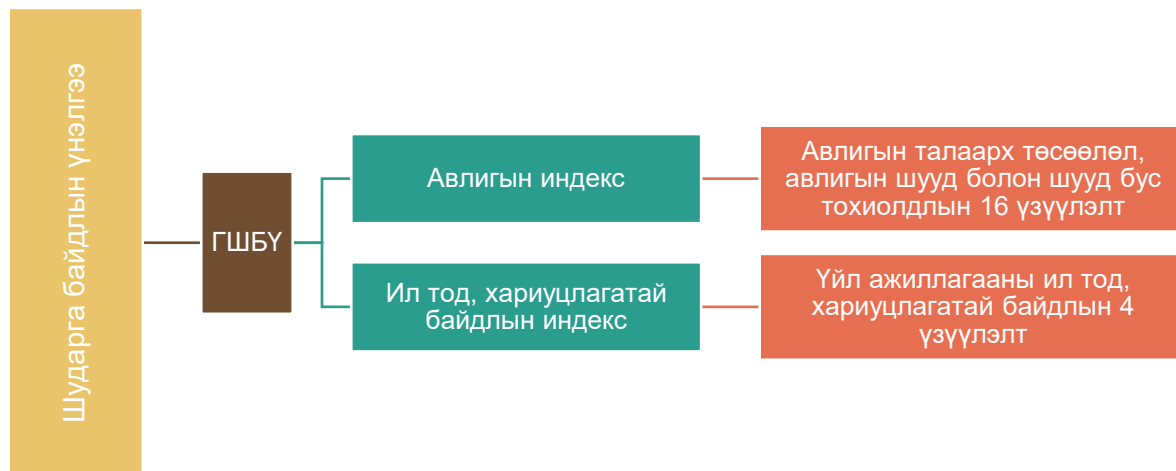 Шударга байдлын үнэлгээ
ГШБҮ
Авлигын индекс
Авлигын талаарх төсөөлөл,
авлигын шууд болон шууд бус
тохиолдлын 16 үзүүлэлт
Ил тод, хариуцлагатай
байдлын индекс
Үйл ажиллагааны ил тод,
хариуцлагатай байдлын 4
үзүүлэлт